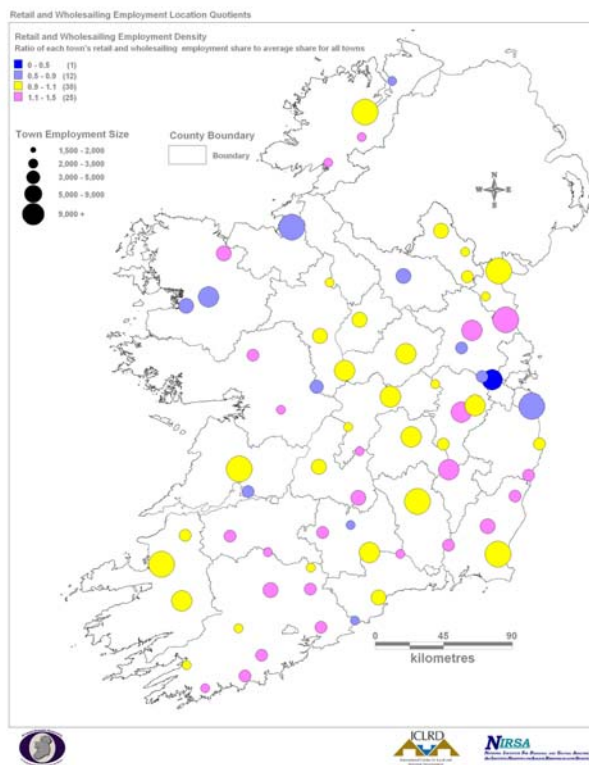 Retail and Wholesailing Employment Location Quotients
Retail and Wholesailing Employment Density
Ratio of each town's retail and wholesailing employment share to average share for all towns
0 - 0.5 (1)
0.5 - 0.9 (12)
0.9 - 1.1 (30)
1.1 - 1.5 (25)
Town Employment Size
1,500 - 2,000
2,000 - 3,000
3,000 - 5,000
5,000 - 9,000
9,000 +
County Boundary
Boundary
N
W E
S
0 45 90
kilometres
ICLRD
NIRSA